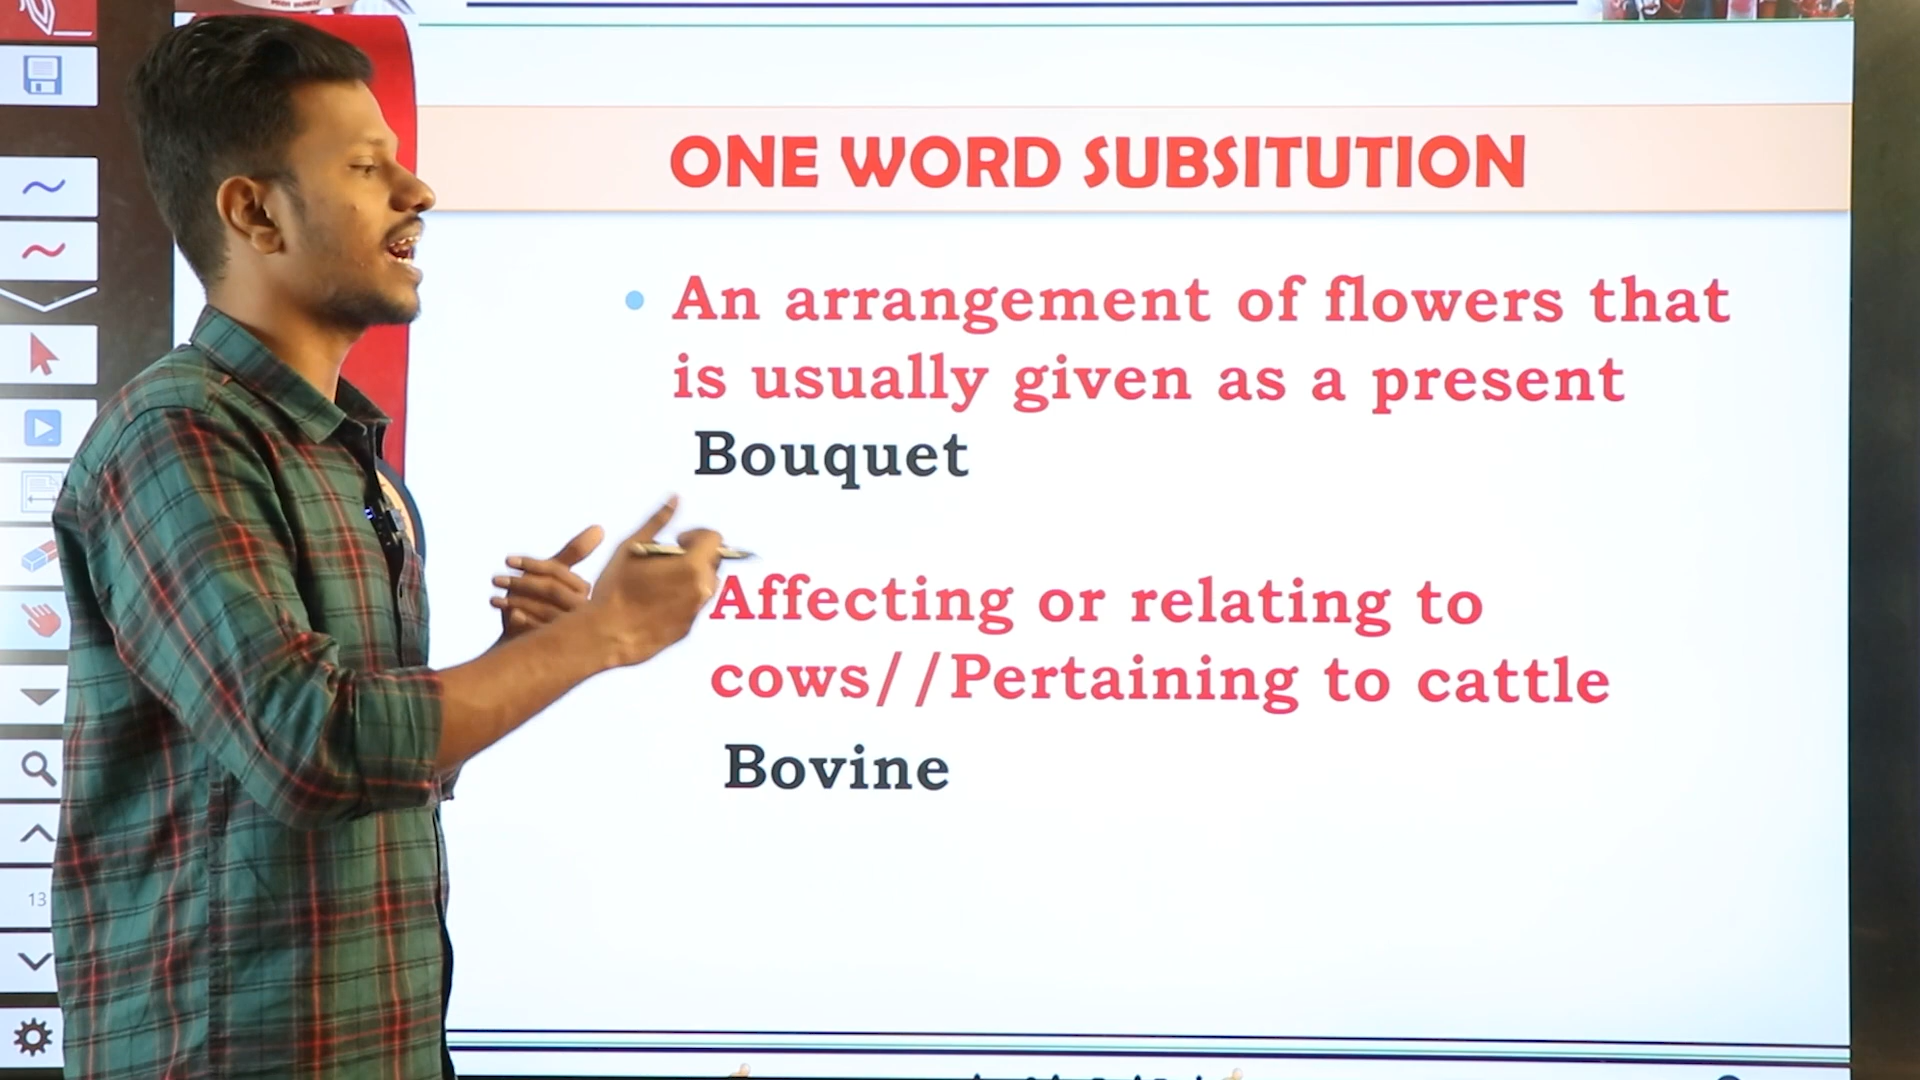 ONE WORD SUBSITUTION
An arrangement of flowers that
is usually given as a present
Bouquet
Affecting or relating to
cows//Pertaining to cattle
Bovine
13